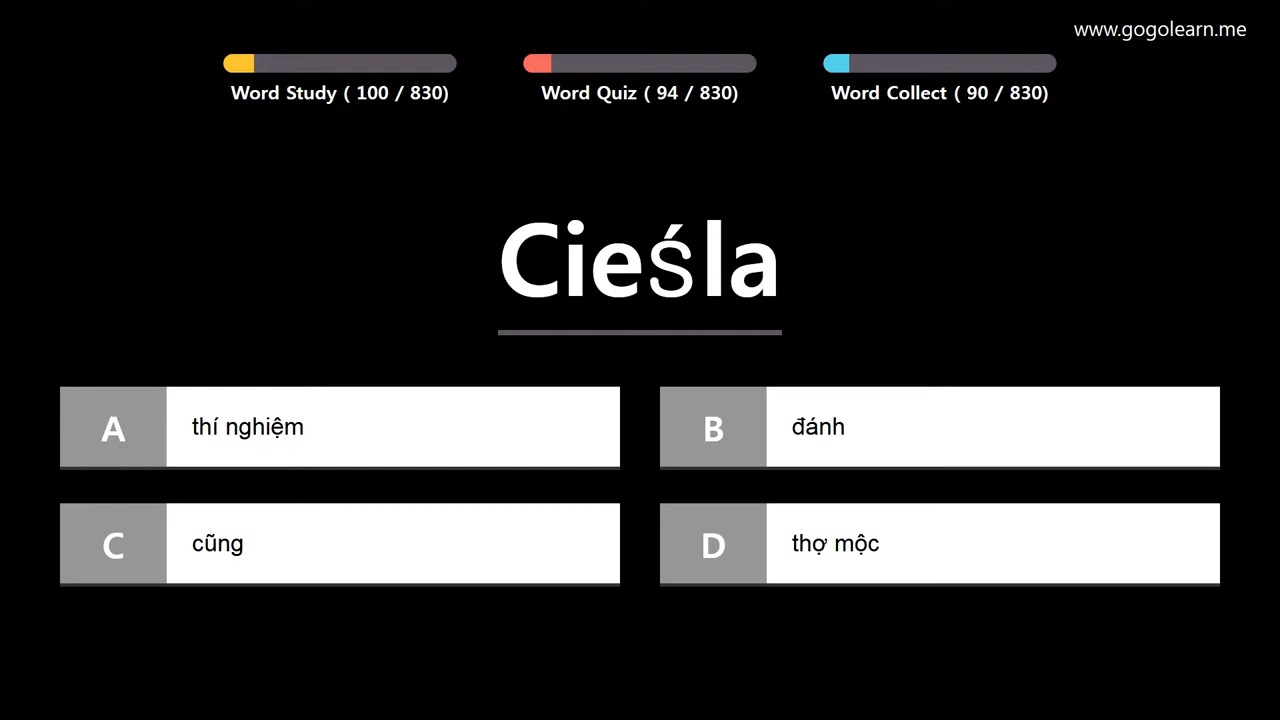 www.gogolearn.me
Word Study ( 100 / 830)
Word Quiz ( 94 / 830)
Word Collect ( 90 / 830)
Cieśla
A
thí nghiệm
B
đánh
C
cũng
D
thợ mộc